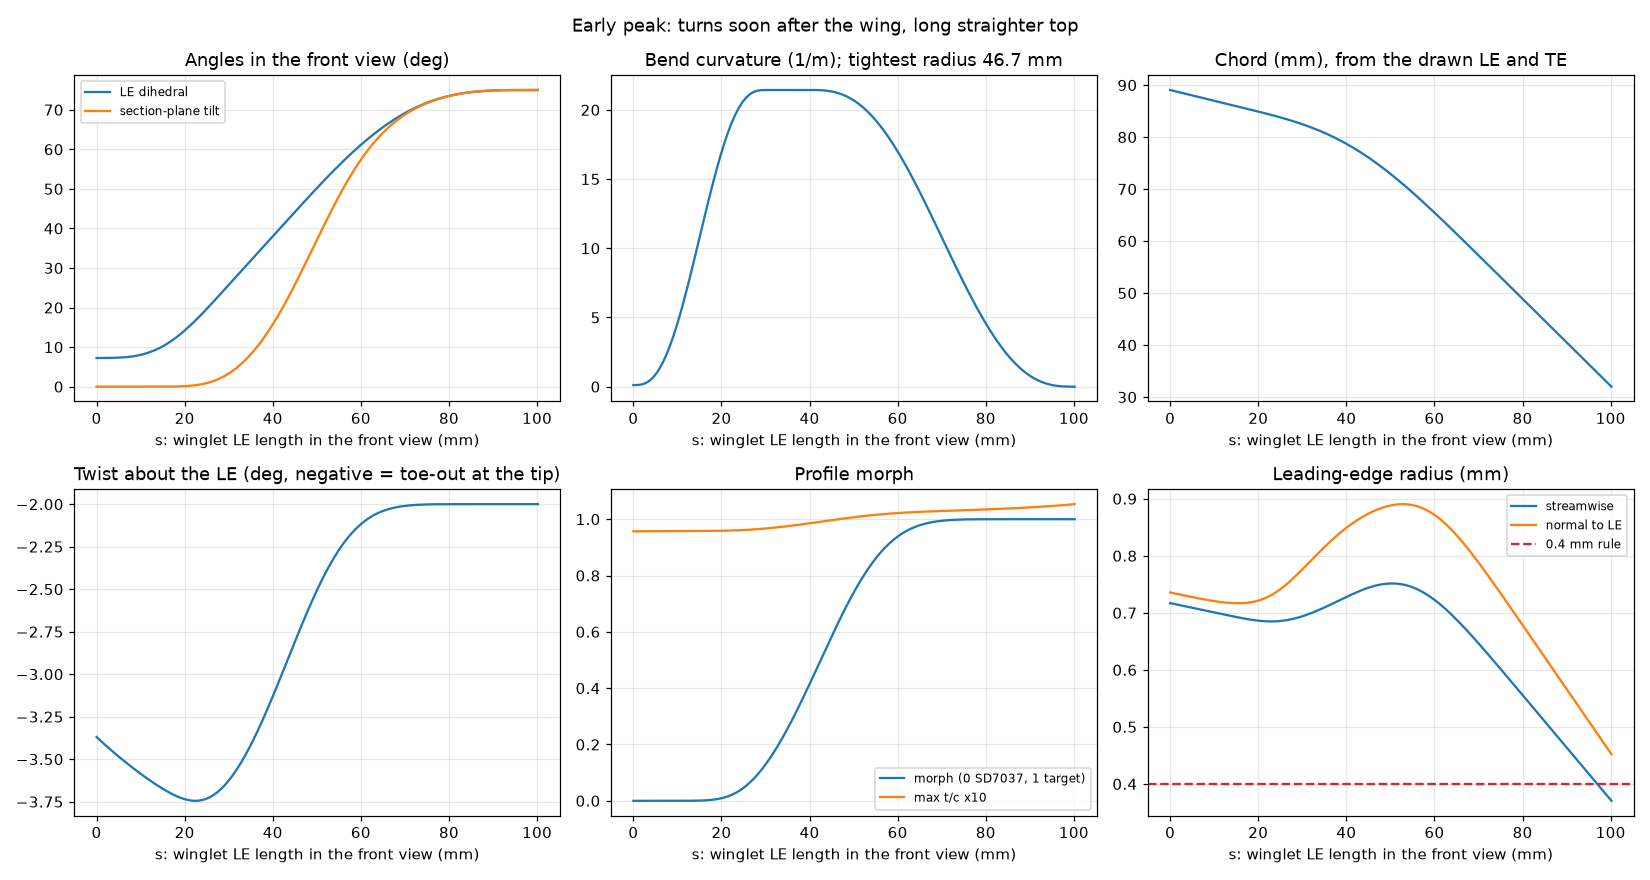 Early peak: turns soon after the wing, long straighter top
Angles in the front view (deg)
LE dihedral
section-plane tilt
70
60
50
40
30
20
10
0
0 20 40 60 80 100
s: winglet LE length in the front view (mm)
Bend curvature (1/m); tightest radius 46.7 mm
20
15
10
5
0
0 20 40 60 80 100
s: winglet LE length in the front view (mm)
Chord (mm), from the drawn LE and TE
90
80
70
60
50
40
30
0 20 40 60 80 100
s: winglet LE length in the front view (mm)
Twist about the LE (deg, negative = toe-out at the tip)
−2.00
−2.25
−2.50
−2.75
−3.00
−3.25
−3.50
−3.75
0 20 40 60 80 100
s: winglet LE length in the front view (mm)
Profile morph
1.0
0.8
0.6
0.4
0.2
0.0
morph (0 SD7037, 1 target)
max t/c x10
0 20 40 60 80 100
s: winglet LE length in the front view (mm)
Leading-edge radius (mm)
streamwise
normal to LE
0.4 mm rule
0.9
0.8
0.7
0.6
0.5
0.4
0 20 40 60 80 100
s: winglet LE length in the front view (mm)